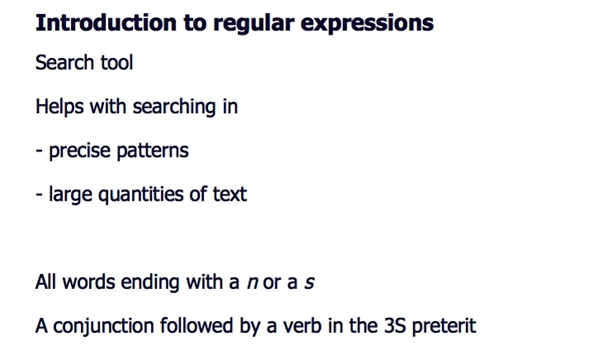 Introduction to regular expressions
Search tool
Helps with searching in
- precise patterns
- large quantities of text
All words ending with a n or a s
A conjunction followed by a verb in the 3S preterit